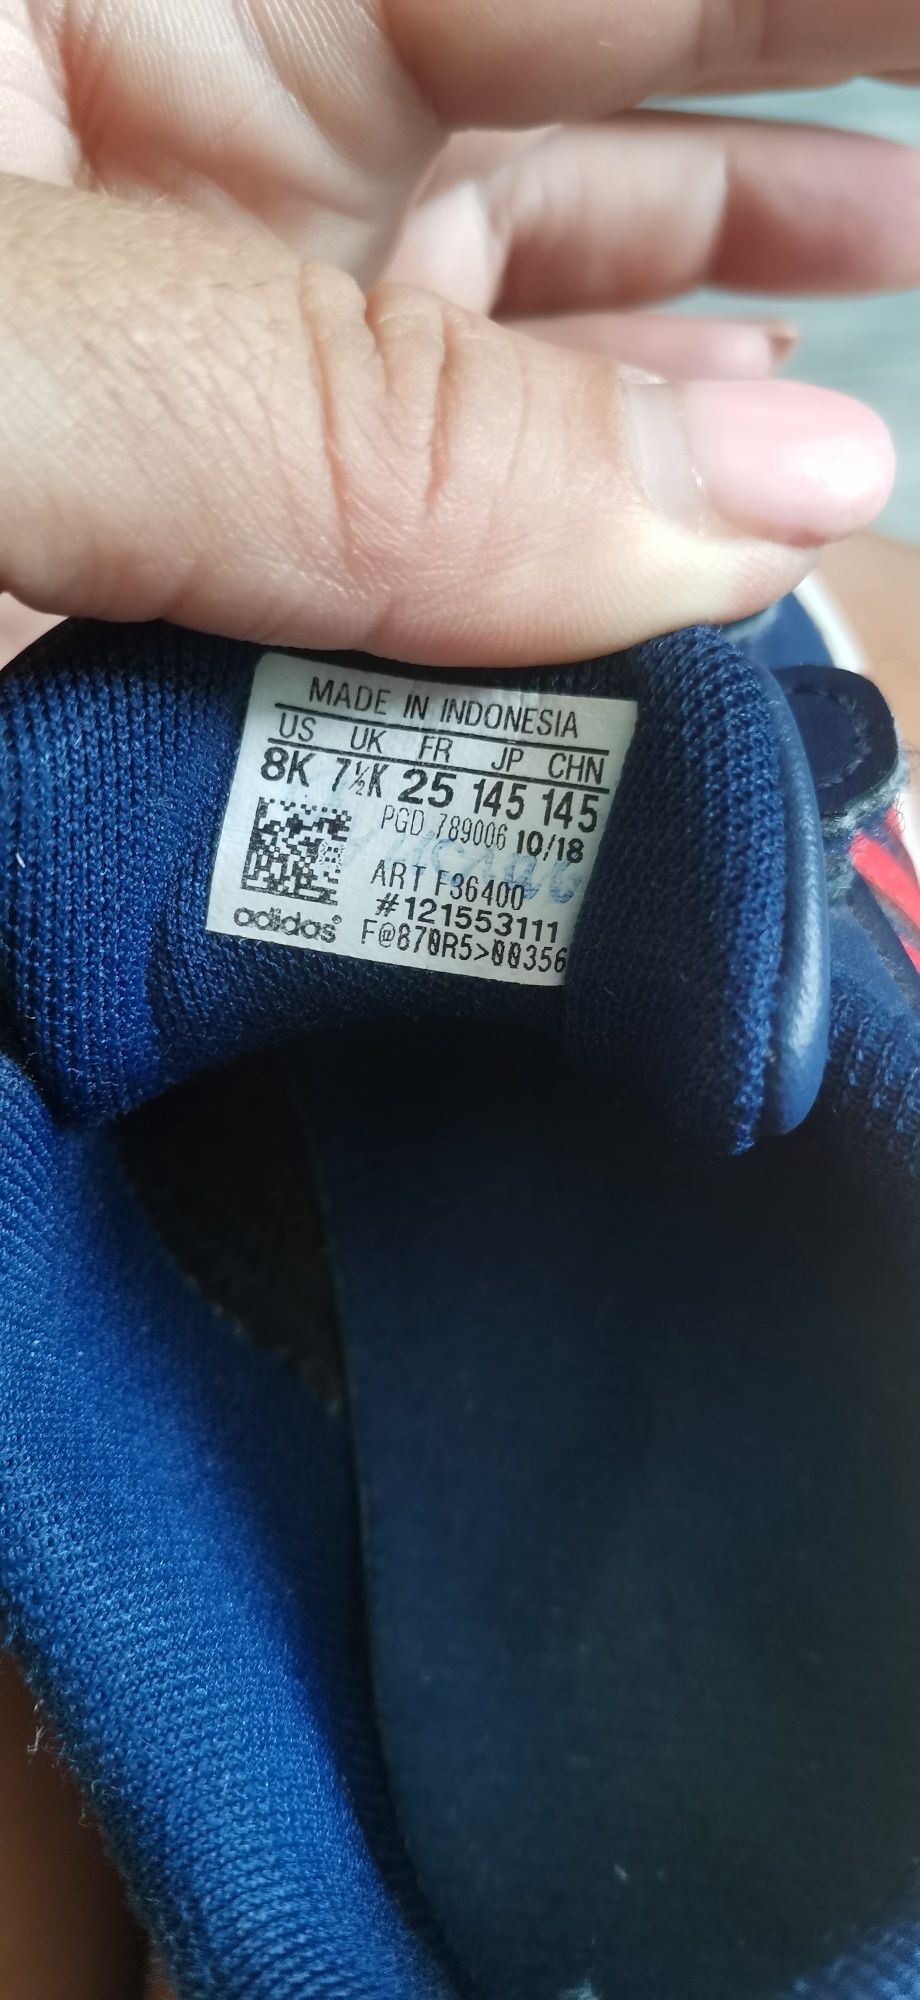 MADE IN INDONESIA
US UK FR JP CHN
8K 7½K 25 145 145
PGD 789006 10/18
ART F36400
#121553111
adidas® F@870R5>00356